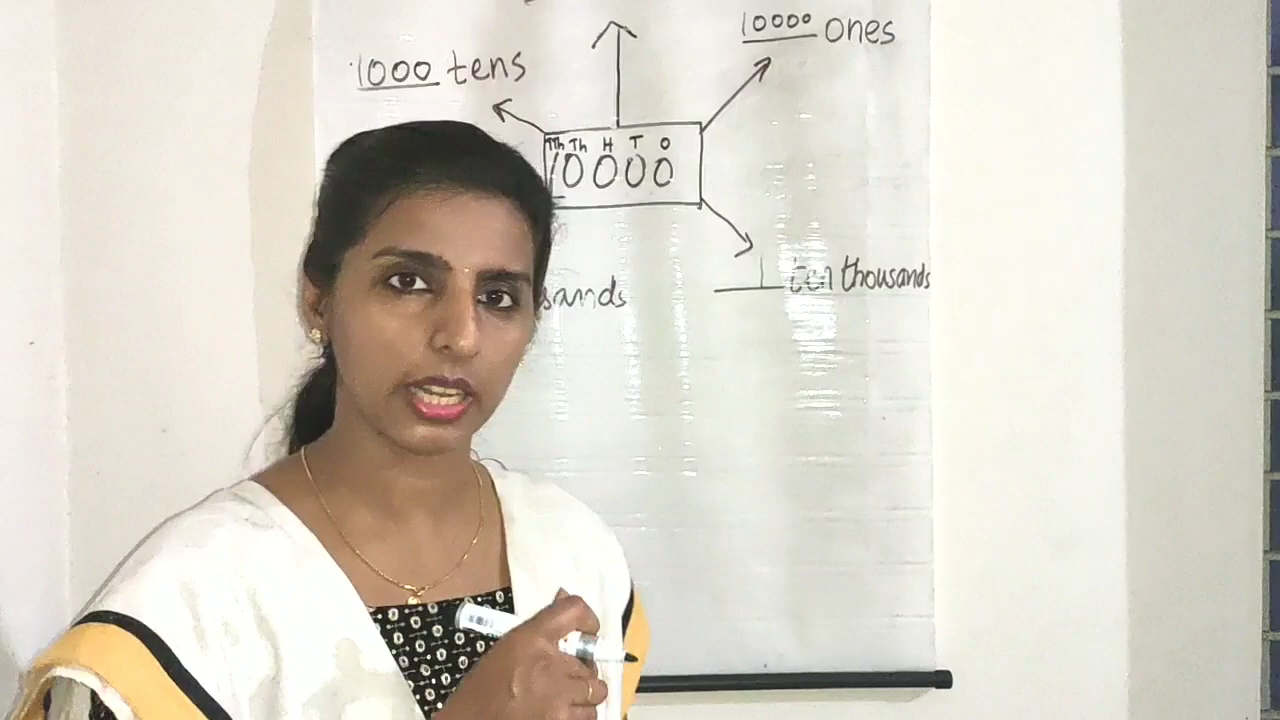 10000 ones
1000 tens
TTh Th H T O
10000
1 ten thousands
sands